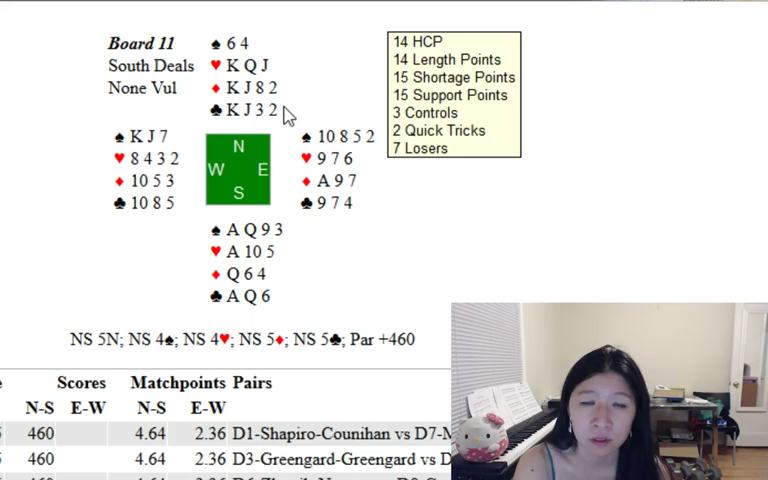 Board 11
South Deals
None Vul
♠ 6 4
♥ K Q J
♦ K J 8 2
♣ K J 3 2
14 HCP
14 Length Points
15 Shortage Points
15 Support Points
3 Controls
2 Quick Tricks
7 Losers
♠ K J 7
♥ 8 4 3 2
♦ 10 5 3
♣ 10 8 5
N
W E
S
♠ 10 8 5 2
♥ 9 7 6
♦ A 9 7
♣ 9 7 4
♠ A Q 9 3
♥ A 10 5
♦ Q 6 4
♣ A Q 6
NS 5N; NS 4♠; NS 4♥; NS 5♦; NS 5♣; Par +460
Scores Matchpoints Pairs
N-S E-W N-S E-W
460 4.64 2.36 D1-Shapiro-Counihan vs D7-M
460 4.64 2.36 D3-Greengard-Greengard vs D